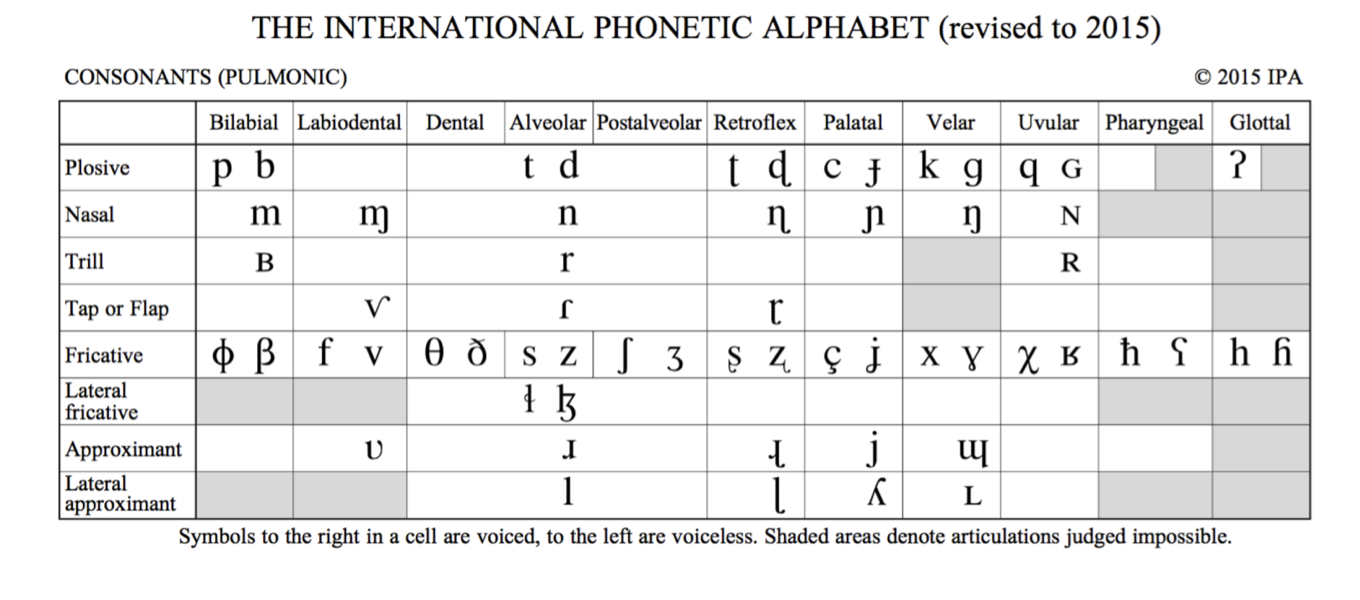 THE INTERNATIONAL PHONETIC ALPHABET (revised to 2015)
CONSONANTS (PULMONIC) © 2015 IPA
Bilabial Labiodental Dental Alveolar Postalveolar Retroflex Palatal Velar Uvular Pharyngeal Glottal
Plosive p b t d ʈ ɖ c ɟ k ɡ q ɢ ʔ
Nasal m ɱ n ɳ ɲ ŋ ɴ
Trill ʙ r ʀ
Tap or Flap ⱱ ɾ ɽ
Fricative ɸ β f v θ ð s z ʃ ʒ ʂ ʐ ç ʝ x ɣ χ ʁ ħ ʕ h ɦ
Lateral
fricative ɬ ɮ
Approximant ʋ ɹ ɻ j ɰ
Lateral
approximant l ɭ ʎ ʟ
Symbols to the right in a cell are voiced, to the left are voiceless. Shaded areas denote articulations judged impossible.